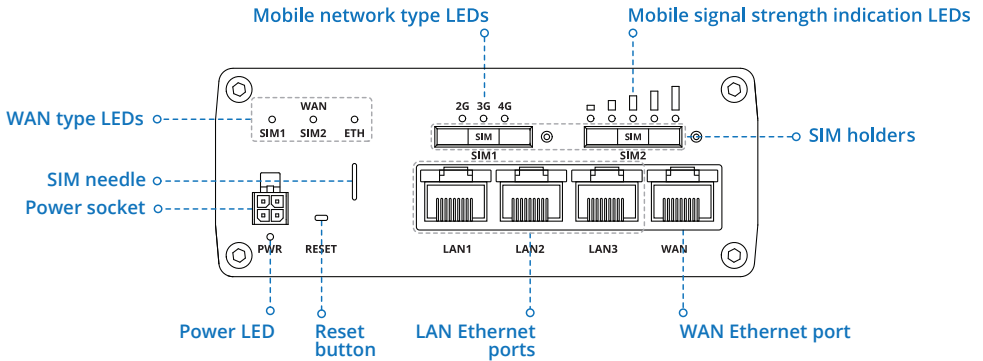 Mobile network type LEDs
Mobile signal strength indication LEDs
WAN
2G 3G 4G
WAN type LEDs
SIM1 SIM2 ETH
SIM
SIM
SIM holders
SIM1
SIM2
SIM needle
Power socket
PWR
RESET
LAN1
LAN2
LAN3
WAN
Power LED
Reset
button
LAN Ethernet
ports
WAN Ethernet port